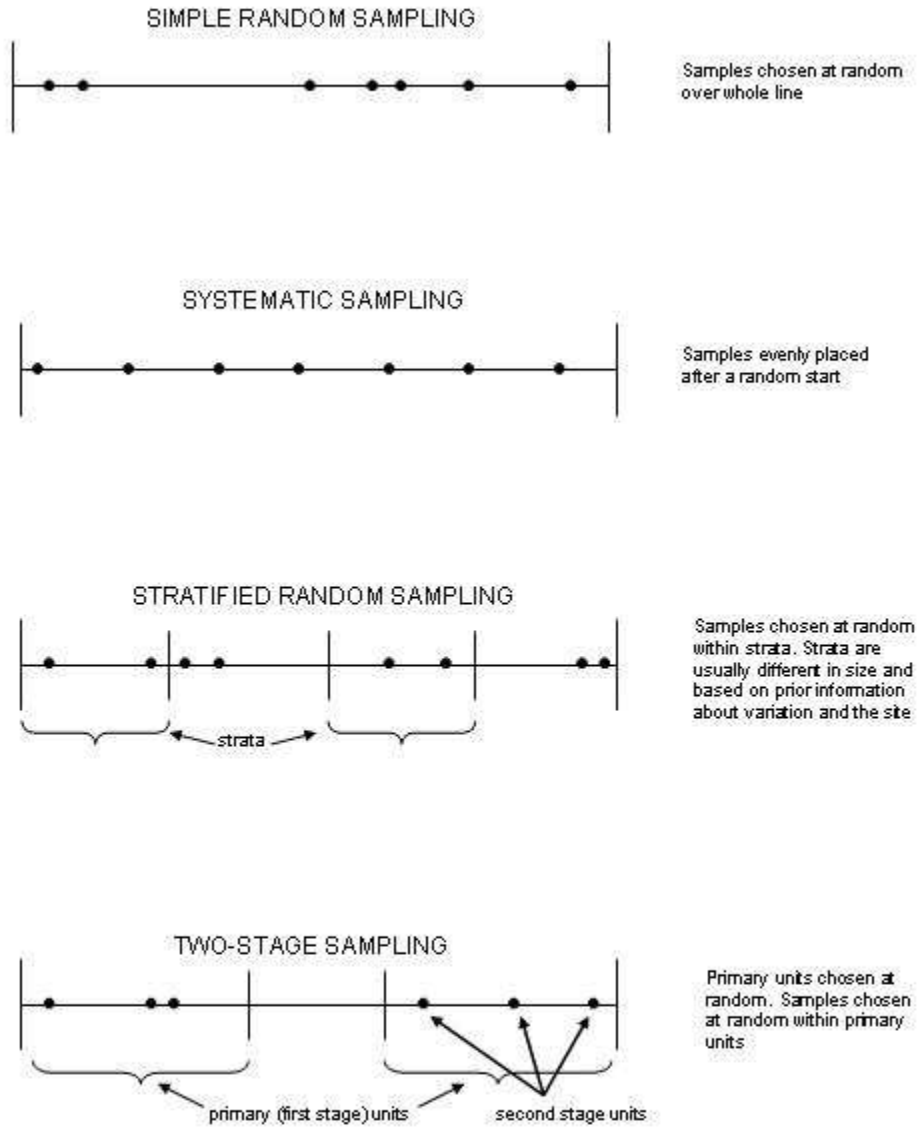 SIMPLE RANDOM SAMPLING
Samples chosen at random
over whole line
SYSTEMATIC SAMPLING
Samples evenly placed
after a random start
STRATIFIED RANDOM SAMPLING
Samples chosen at random
within strata. Strata are
usually different in size and
based on prior information
about variation and the site
strata
TWO-STAGE SAMPLING
Primary units chosen at
random. Samples chosen
at random within primary
units
primary (first stage) units
second stage units